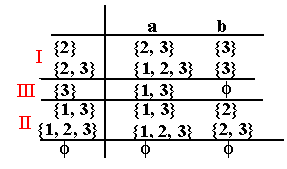 a b
I {2} {2, 3} {3}
{2, 3} {1, 2, 3} {3}
III {3} {1, 3} ϕ
{1, 3} {1, 3} {2}
II {1, 2, 3} {1, 2, 3} {2, 3}
ϕ ϕ ϕ